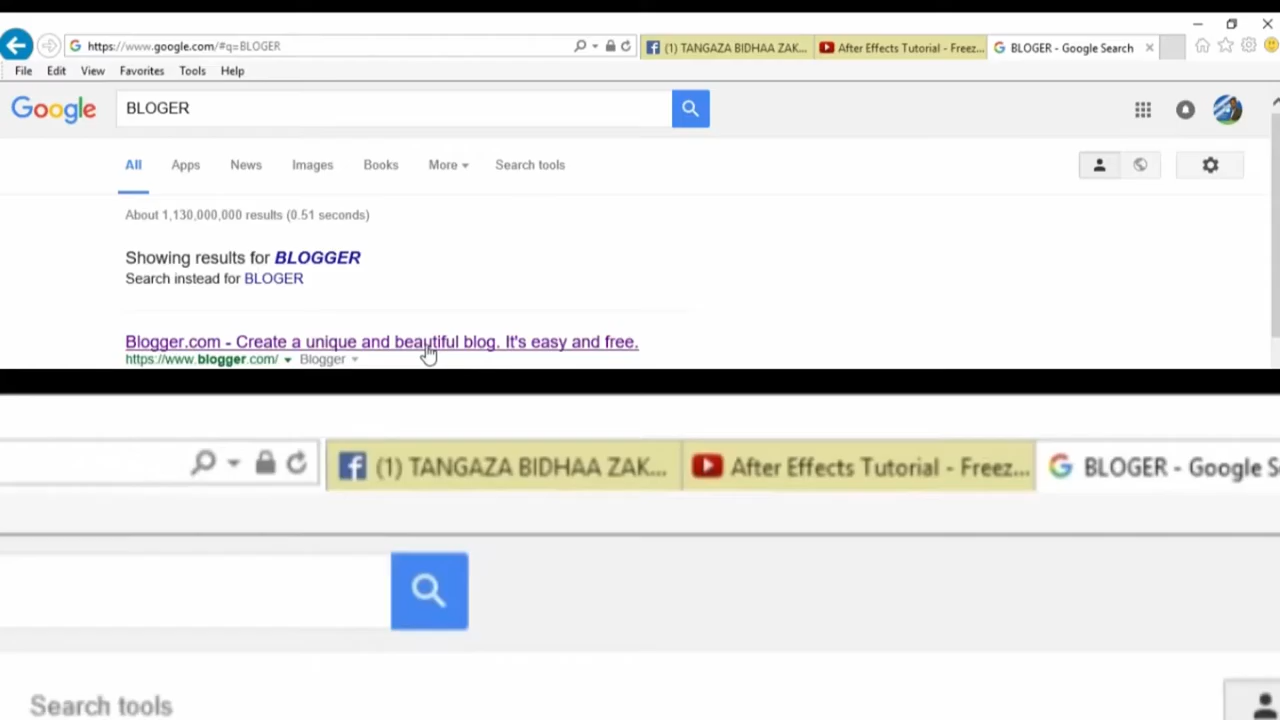 https://www.google.com/#q=BLOGER
(1) TANGAZA BIDHAA ZAK...
After Effects Tutorial - Freez...
BLOGER - Google Search
File Edit View Favorites Tools Help
Google
BLOGER
All Apps News Images Books More Search tools
About 1,130,000,000 results (0.51 seconds)
Showing results for BLOGGER
Search instead for BLOGER
Blogger.com - Create a unique and beautiful blog. It's easy and free.
https://www.blogger.com/ Blogger
(1) TANGAZA BIDHAA ZAK...
After Effects Tutorial - Freez...
BLOGER - Google S
Search tools